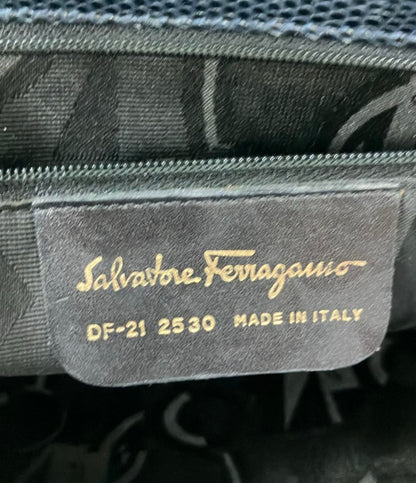 Salvatore Ferragamo
DF-21 2530 MADE IN ITALY